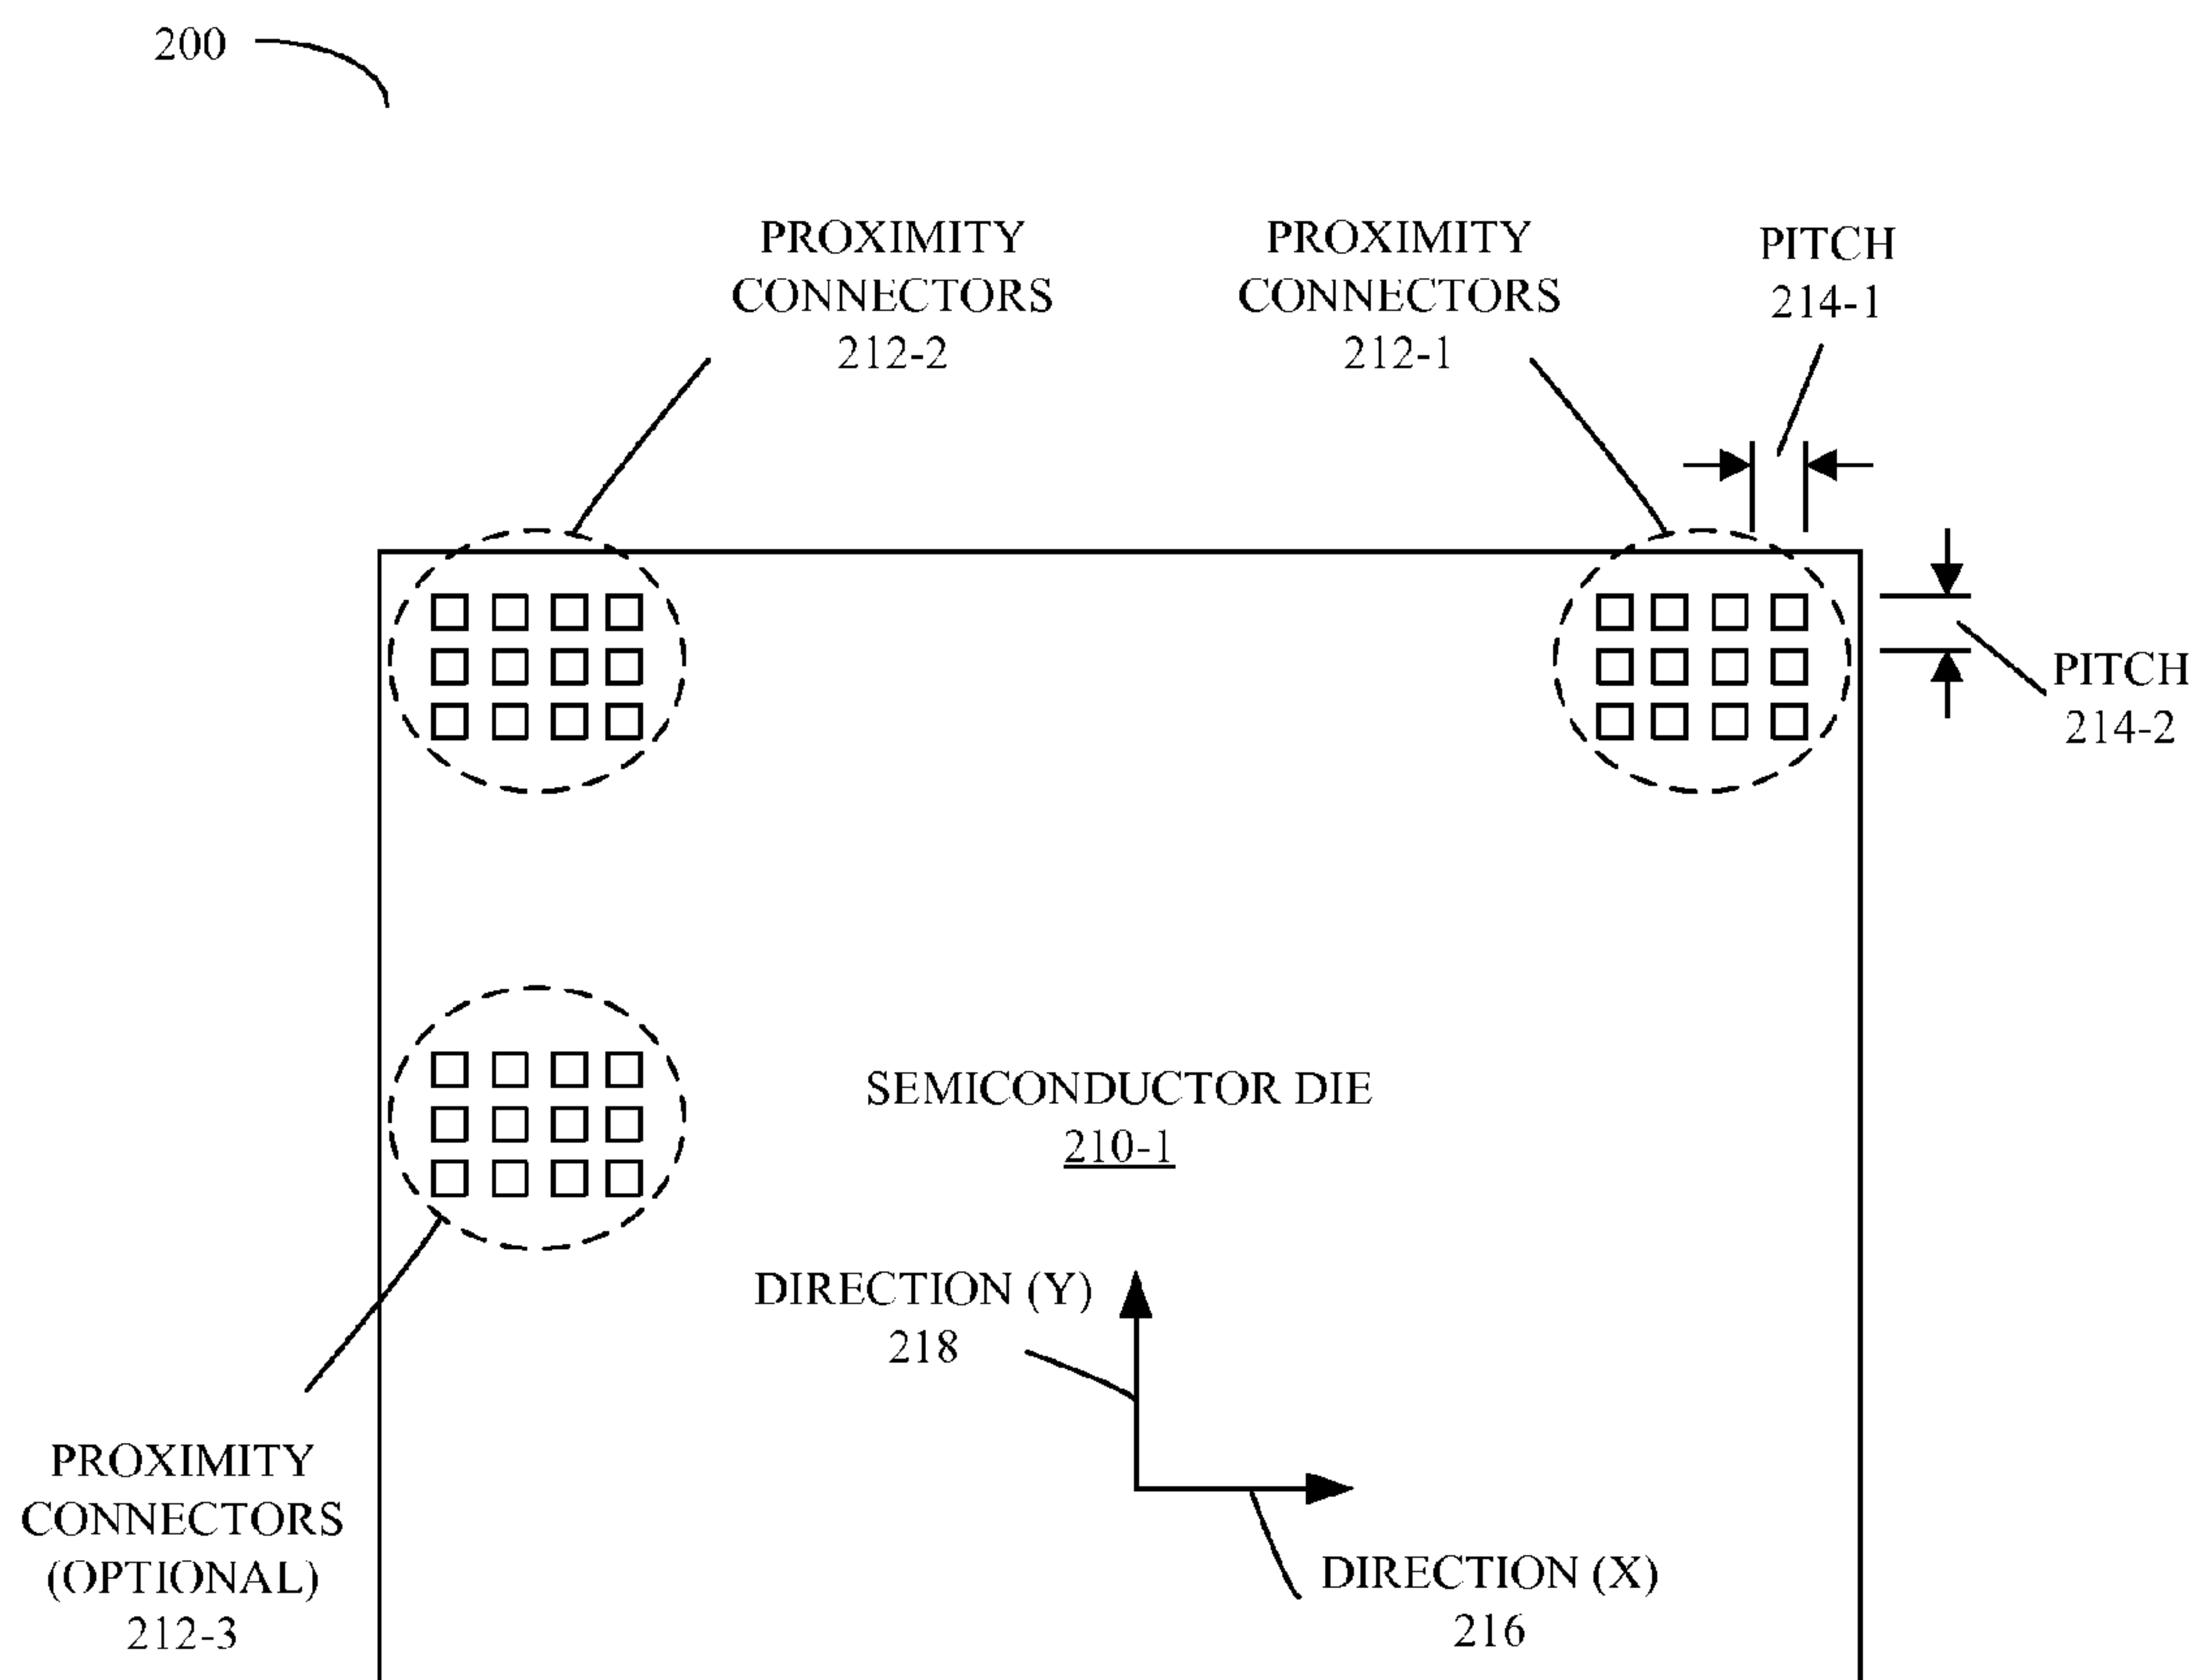 200
PROXIMITY
CONNECTORS
212-2
PROXIMITY
CONNECTORS
212-1
PITCH
214-1
PITCH
214-2
SEMICONDUCTOR DIE
210-1
DIRECTION (Y)
218
DIRECTION (X)
216
PROXIMITY
CONNECTORS
(OPTIONAL)
212-3